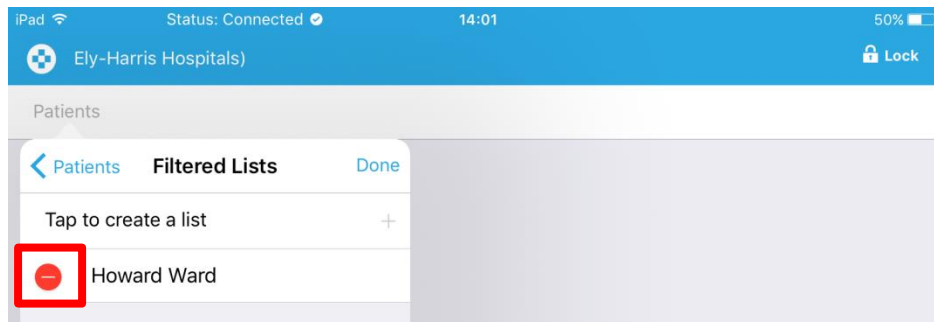 iPad Status: Connected 14:01 50%
Ely-Harris Hospitals) Lock
Patients
Patients Filtered Lists Done
Tap to create a list +
Howard Ward